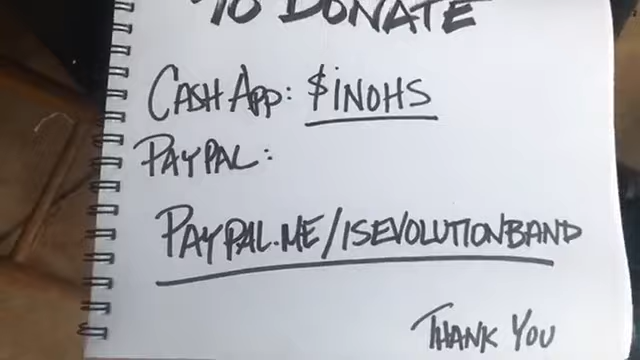 TO DONATE
CASH APP: $INOHS
PAYPAL:
PAYPAL.ME/ISEVOLUTIONBAND
THANK YOU